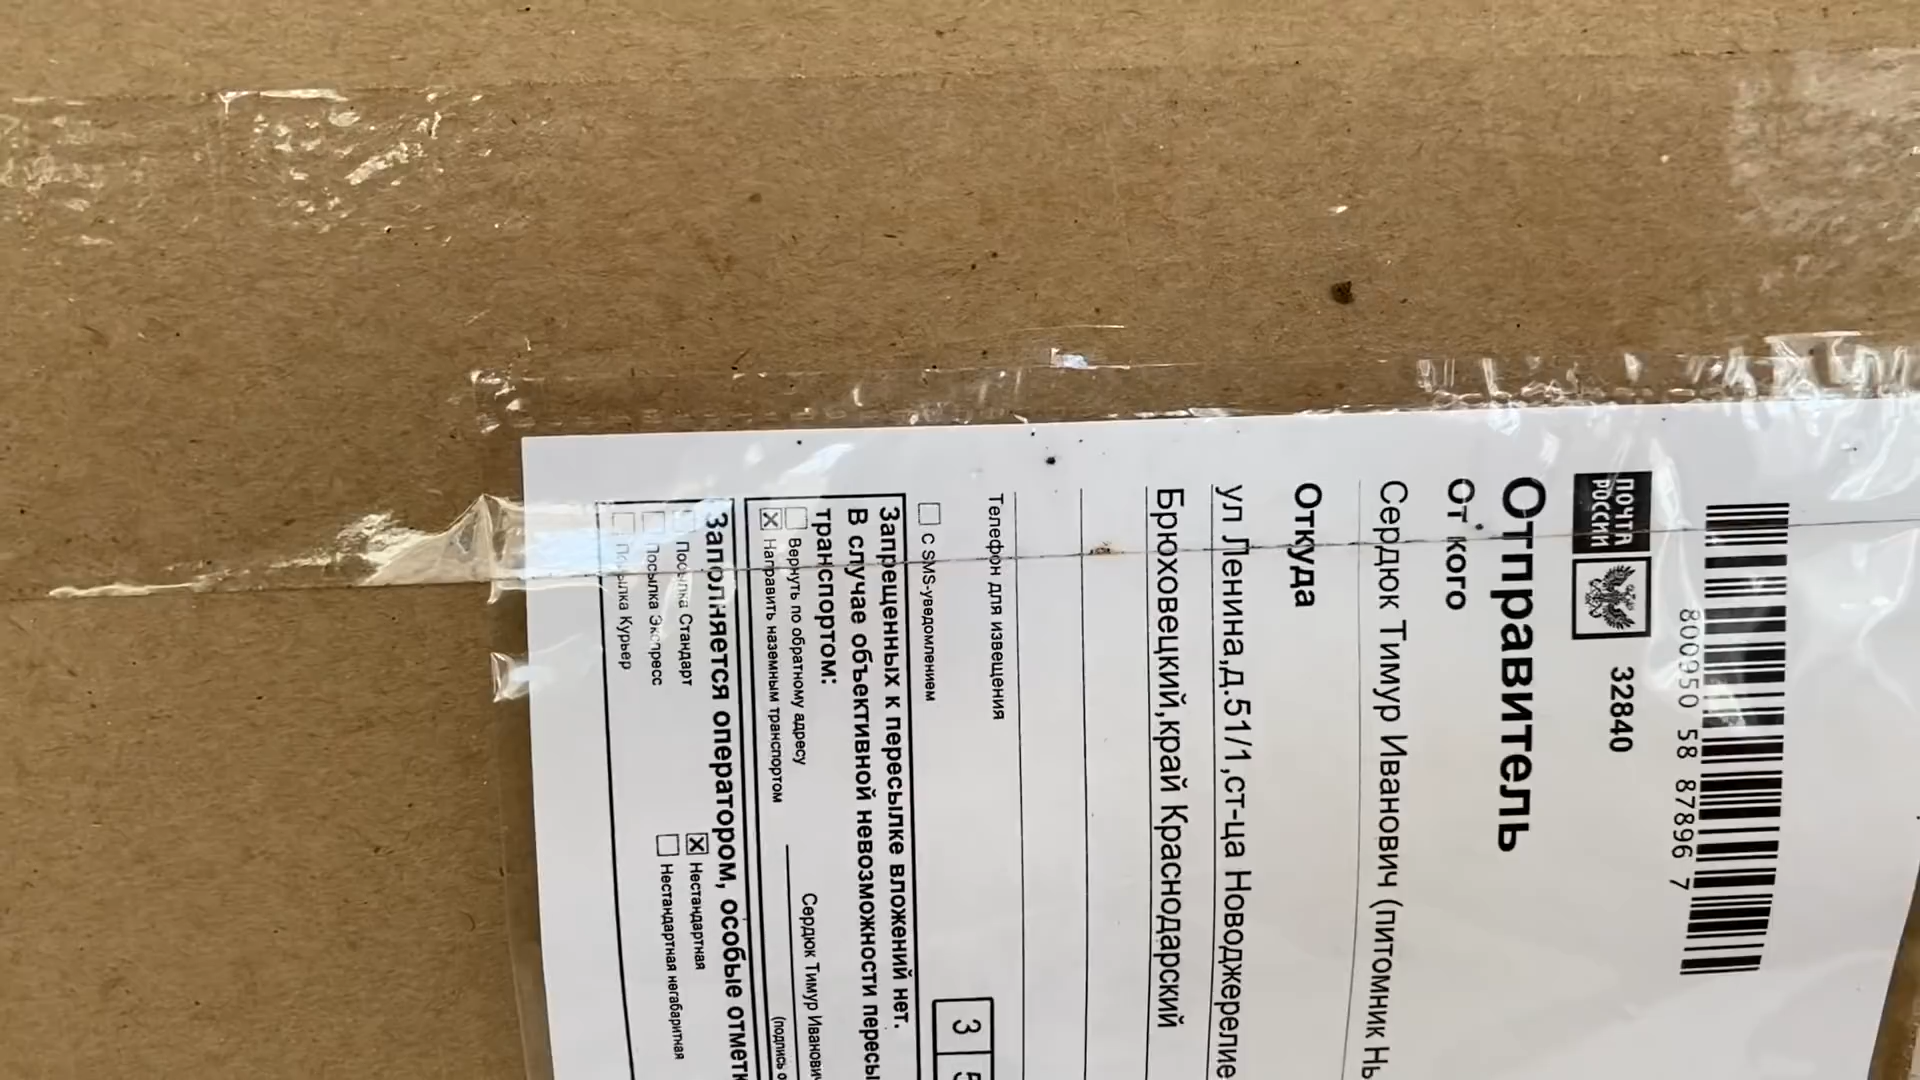 800950 58 87896 7
ПОЧТА
РОССИИ
32840
Отправитель
От кого
Сердюк Тимур Иванович (питомник
Откуда
ул Ленина,д.51/1,ст-ца Новоджерелие
Брюховецкий,край Краснодарский
Телефон для извещения
3
С SMS-уведомлением
Запрещенных к пересылке вложений нет.
В случае объективной невозможности пересы
транспортом:
Вернуть по обратному адресу
Направить наземным транспортом
Сердюк Тимур Иванович
(подпись о
Заполняется оператором, особые отметк
Посылка Стандарт
Посылка Экспресс
Посылка Курьер
Нестандартная
Нестандартная негабаритная